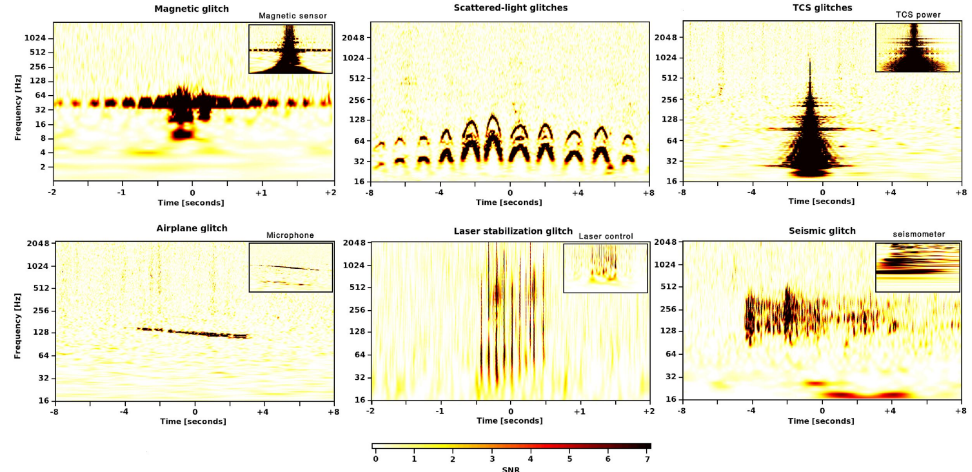 Magnetic glitch
Magnetic sensor
Frequency [Hz]
1024
512
256
128
64
32
16
8
4
2
-2 -1 0 +1 +2
Time [seconds]
Scattered-light glitches
2048
1024
512
256
128
64
32
16
-8 -4 0 +4 +8
Time [seconds]
TCS glitches
TCS power
2048
1024
512
256
128
64
32
16
-8 -4 0 +4 +8
Time [seconds]
Airplane glitch
Microphone
Frequency [Hz]
2048
1024
512
256
128
64
32
16
-8 -4 0 +4 +8
Time [seconds]
Laser stabilization glitch
Laser control
2048
1024
512
256
128
64
32
16
-2 -1 0 +1 +2
Time [seconds]
Seismic glitch
seismometer
2048
1024
512
256
128
64
32
16
-8 -4 0 +4 +8
Time [seconds]
0 1 2 3 4 5 6 7
SNR